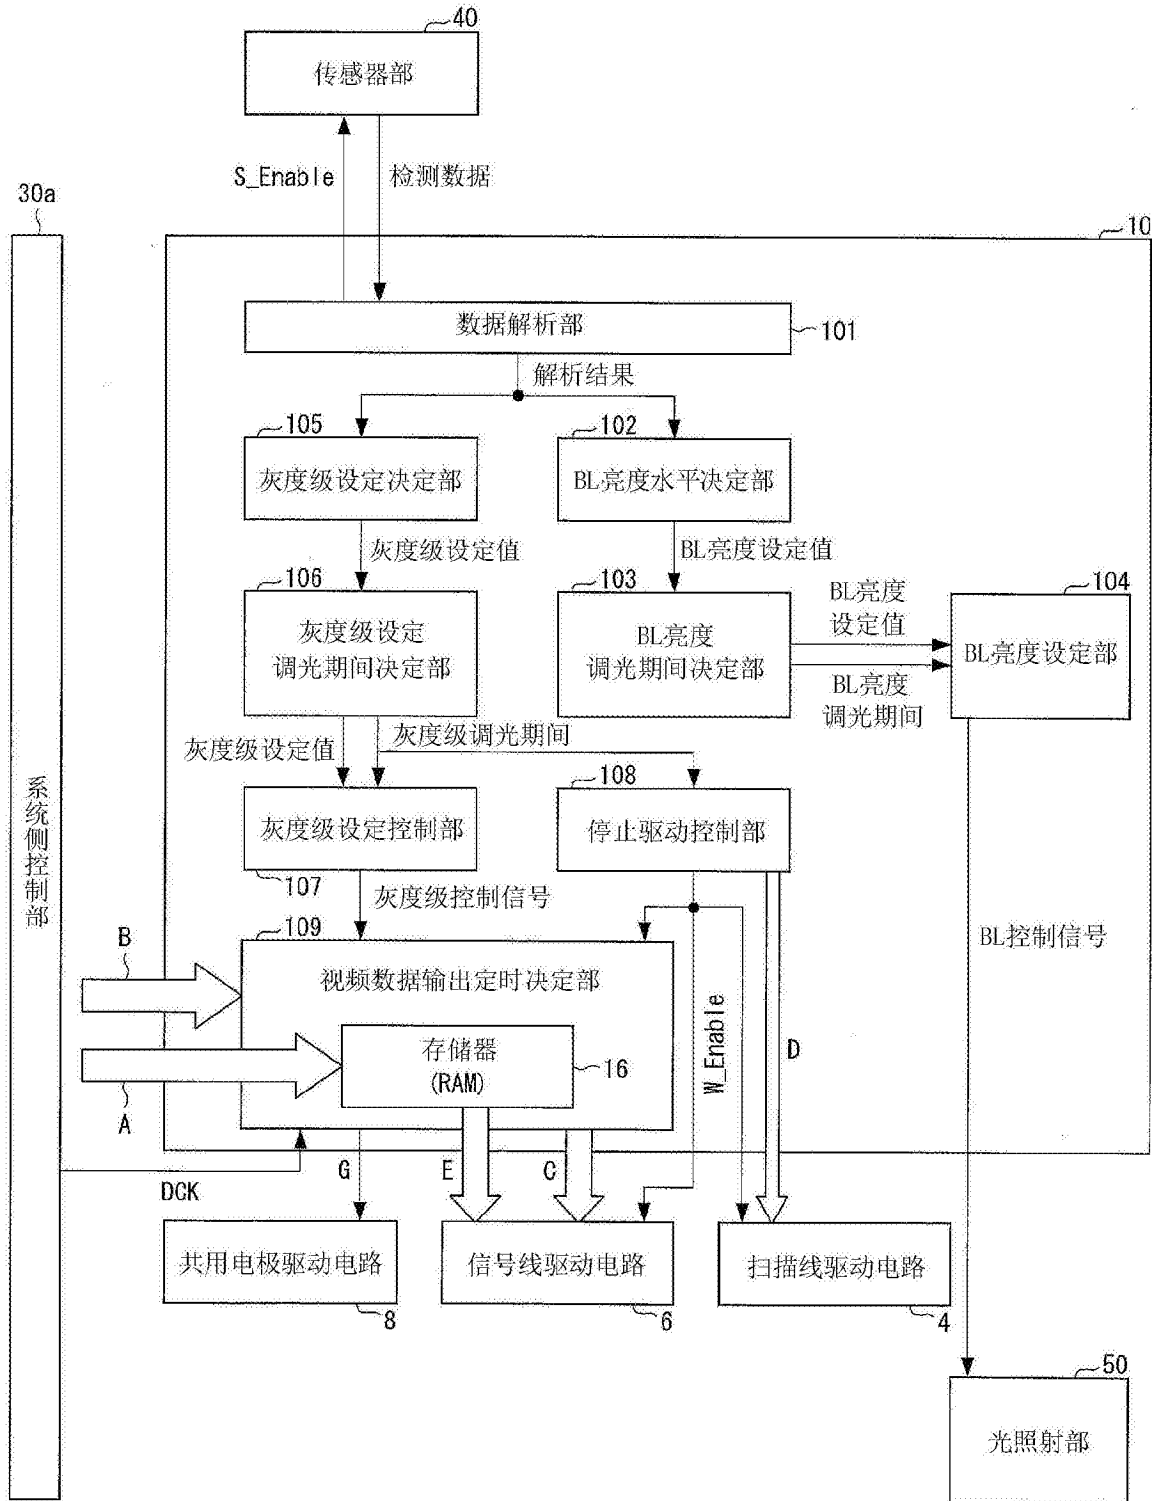 40
传感器部
S_Enable
检测数据
30a
10
数据解析部
101
解析结果
105
102
灰度级设定决定部
BL亮度水平决定部
灰度级设定值
BL亮度设定值
106
103
104
灰度级设定
调光期间决定部
BL亮度
调光期间决定部
BL亮度
设定值
BL亮度
调光期间
BL亮度设定部
灰度级设定值
灰度级调光期间
108
系统侧控制部
灰度级设定控制部
停止驱动控制部
107
灰度级控制信号
109
B
视频数据输出定时决定部
BL控制信号
存储器
(RAM)
16
W_Enable
D
A
DCK
G
E
C
共用电极驱动电路
信号线驱动电路
扫描线驱动电路
8
6
4
50
光照射部